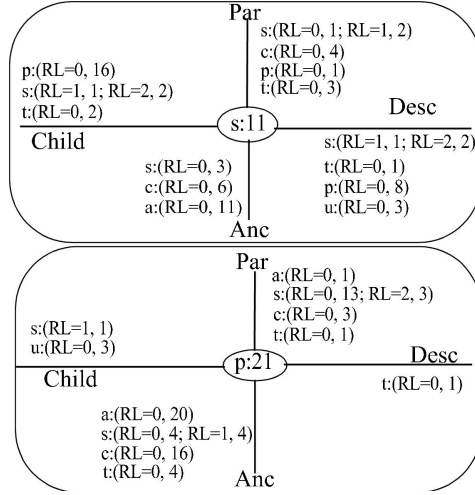 Par
s:(RL=0, 1; RL=1, 2)
c:(RL=0, 4)
p:(RL=0, 1)
t:(RL=0, 3)
p:(RL=0, 16)
s:(RL=1, 1; RL=2, 2)
t:(RL=0, 2)
Desc
Child
s:11
s:(RL=1, 1; RL=2, 2)
t:(RL=0, 1)
p:(RL=0, 8)
u:(RL=0, 3)
s:(RL=0, 3)
c:(RL=0, 6)
a:(RL=0, 11)
Anc
Par
a:(RL=0, 1)
s:(RL=0, 13; RL=2, 3)
c:(RL=0, 3)
t:(RL=0, 1)
s:(RL=1, 1)
u:(RL=0, 3)
Desc
Child
p:21
t:(RL=0, 1)
a:(RL=0, 20)
s:(RL=0, 4; RL=1, 4)
c:(RL=0, 16)
t:(RL=0, 4)
Anc